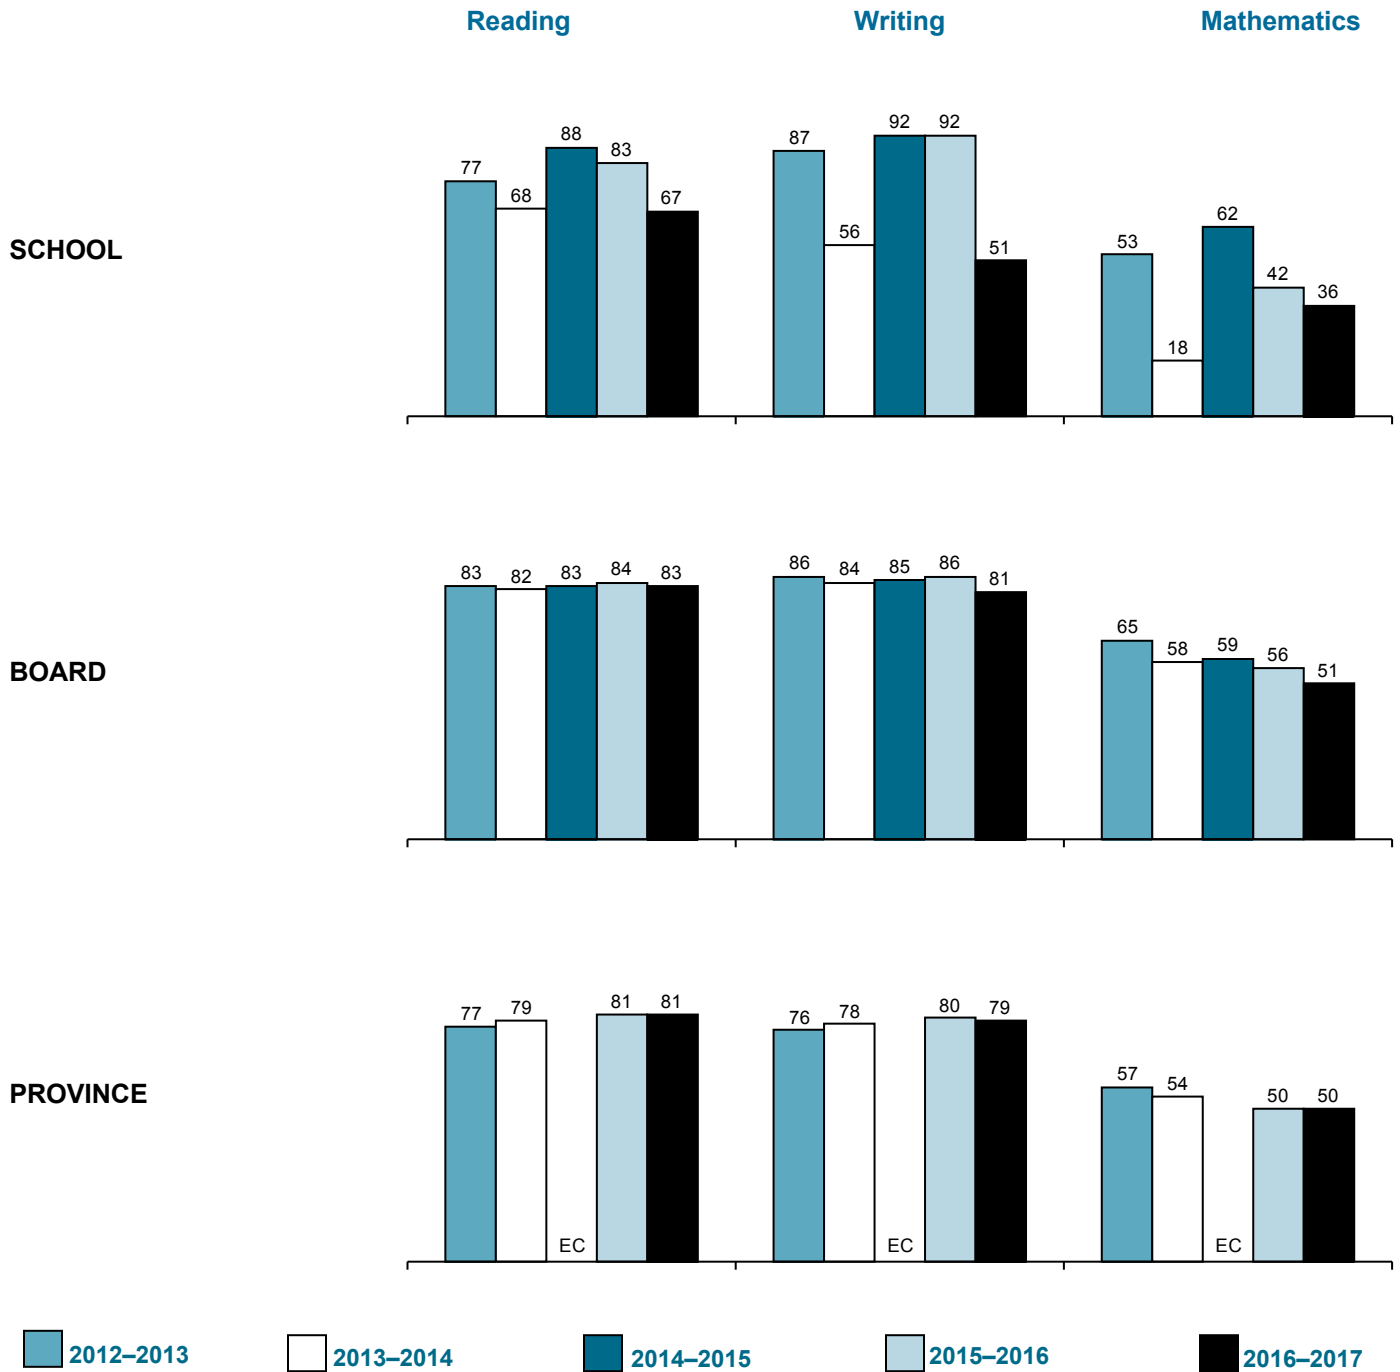 Reading Writing Mathematics
SCHOOL
77 68 88 83 67 87 56 92 92 51 53 18 62 42 36
BOARD
83 82 83 84 83 86 84 85 86 81 65 58 59 56 51
PROVINCE
77 79 EC 81 81 76 78 EC 80 79 57 54 EC 50 50
2012–2013 2013–2014 2014–2015 2015–2016 2016–2017